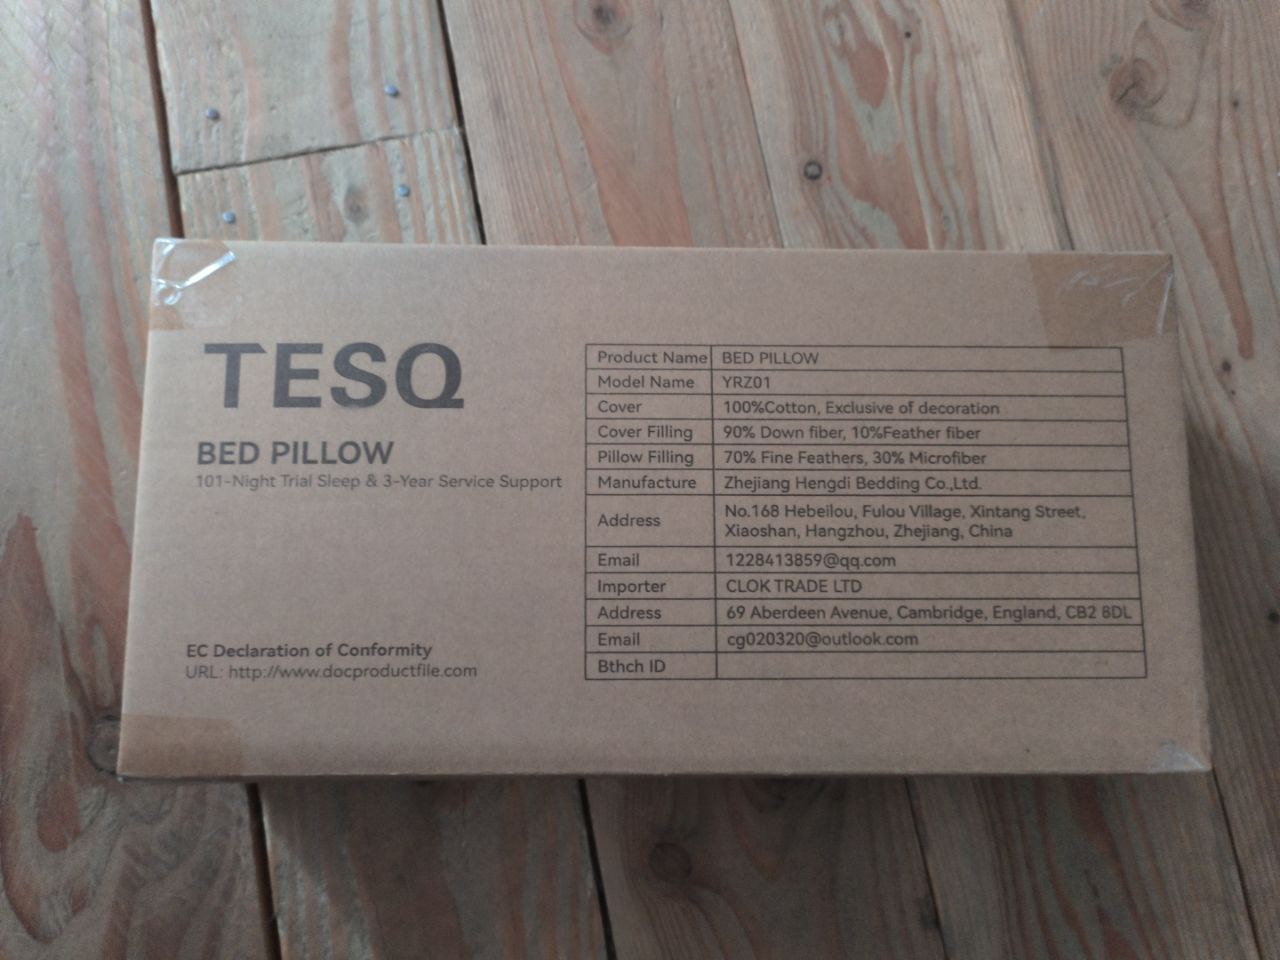 TESQ
BED PILLOW
101-Night Trial Sleep & 3-Year Service Support
EC Declaration of Conformity
URL: http://www.docproductfile.com
Product Name BED PILLOW
Model Name YRZ01
Cover 100%Cotton, Exclusive of decoration
Cover Filling 90% Down fiber, 10%Feather fiber
Pillow Filling 70% Fine Feathers, 30% Microfiber
Manufacture Zhejiang Hengdi Bedding Co.,Ltd.
Address No.168 Hebeilou, Fulou Village, Xintang Street,
Xiaoshan, Hangzhou, Zhejiang, China
Email 1228413859@qq.com
Importer CLOK TRADE LTD
Address 69 Aberdeen Avenue, Cambridge, England, CB2 8DL
Email cg020320@outlook.com
Bthch ID